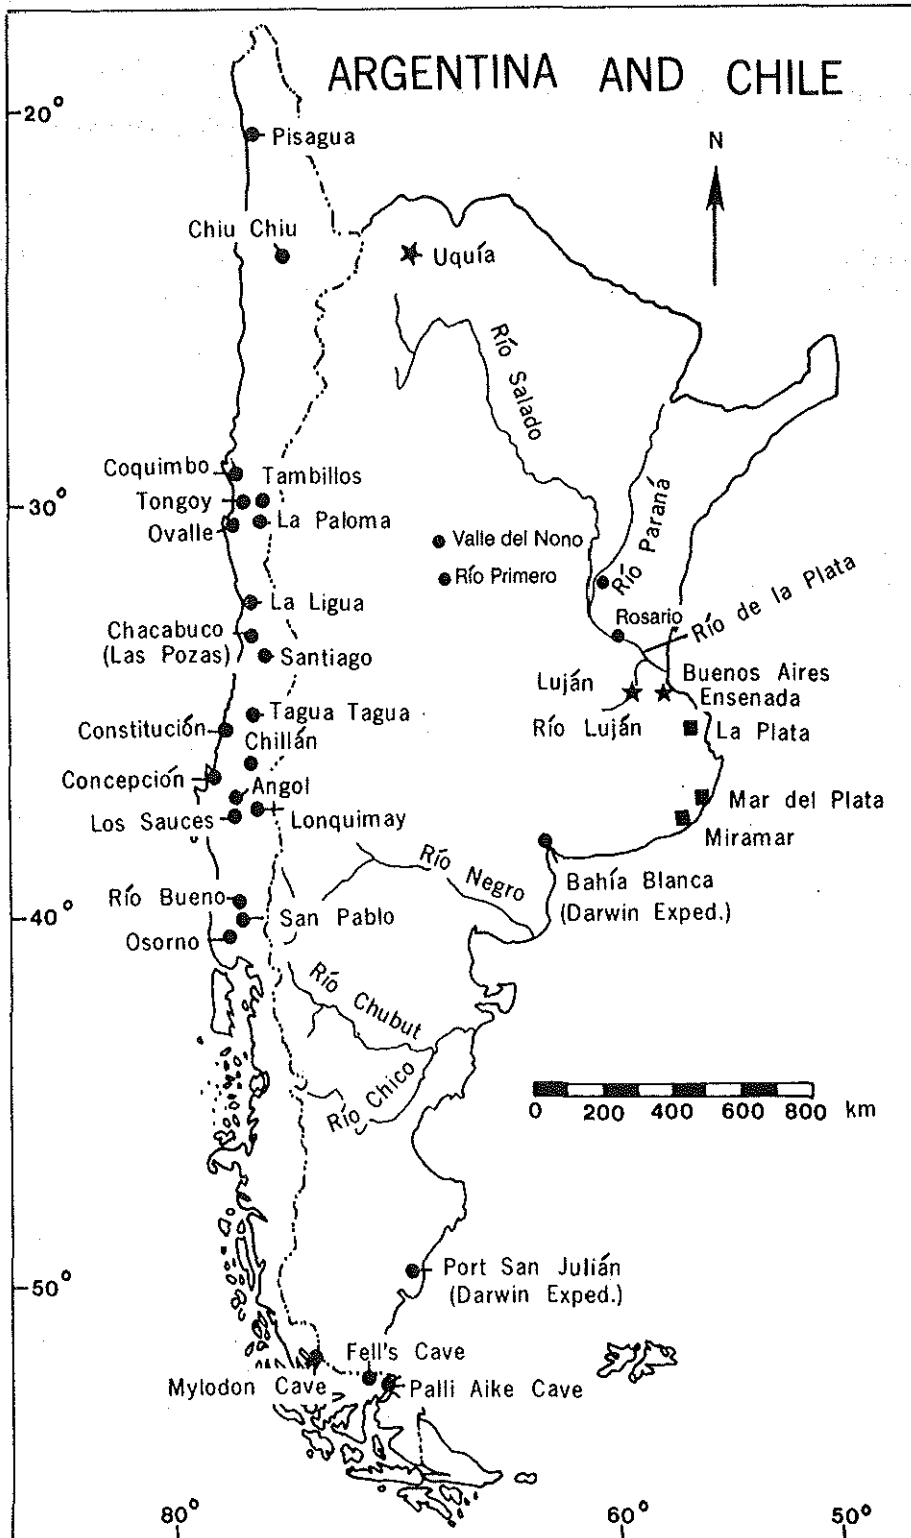 ARGENTINA AND CHILE
20°
N
Pisagua
Chiu Chiu
Uquía
Río Salado
Coquimbo
Tambillos
Tongoy
30°
La Paloma
Ovalle
Río Paraná
Valle del Nono
Río Primero
La Ligua
Rosario
Río de la Plata
Chacabuco
(Las Pozas)
Santiago
Luján
Buenos Aires
Ensenada
Tagua Tagua
Río Luján
La Plata
Constitución
Chillán
Concepción
Angol
Mar del Plata
Los Sauces
Lonquimay
Miramar
Río Negro
Bahía Blanca
(Darwin Exped.)
Río Bueno
40°
San Pablo
Osorno
Río Chubut
Río Chico
0 200 400 600 800 km
Port San Julián
(Darwin Exped.)
50°
Fell's Cave
Mylodon Cave
Palli Aike Cave
80°
60°
50°